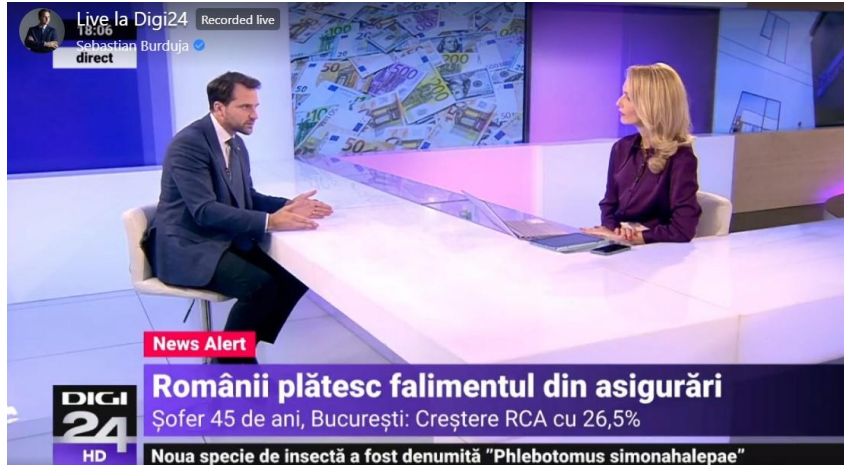 Live la Digi24 Recorded live
18:06
Sebastian Burduja
direct
News Alert
Românii plătesc falimentul din asigurări
Șofer 45 de ani, București: Creștere RCA cu 26,5%
DIGI
24
HD
Noua specie de insectă a fost denumită ”Phlebotomus simonahalepae”